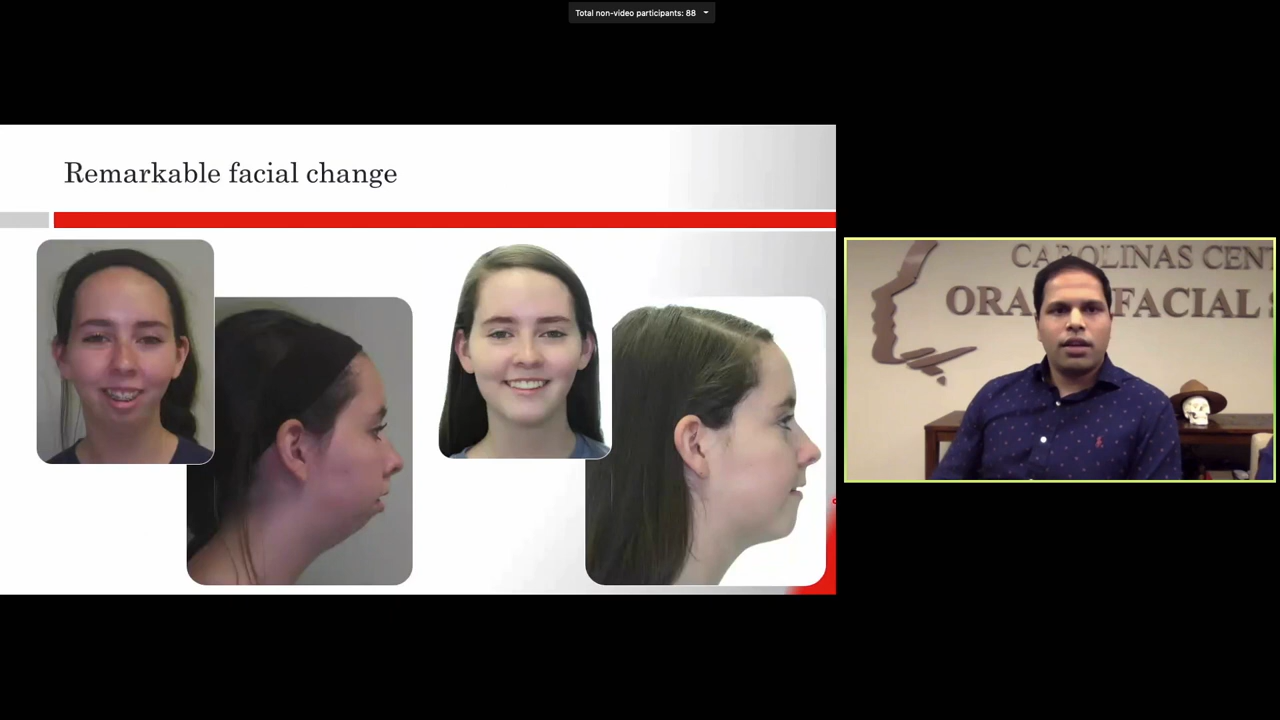 Total non-video participants: 88
Remarkable facial change
CAROLINAS CENT
ORA FACIAL S